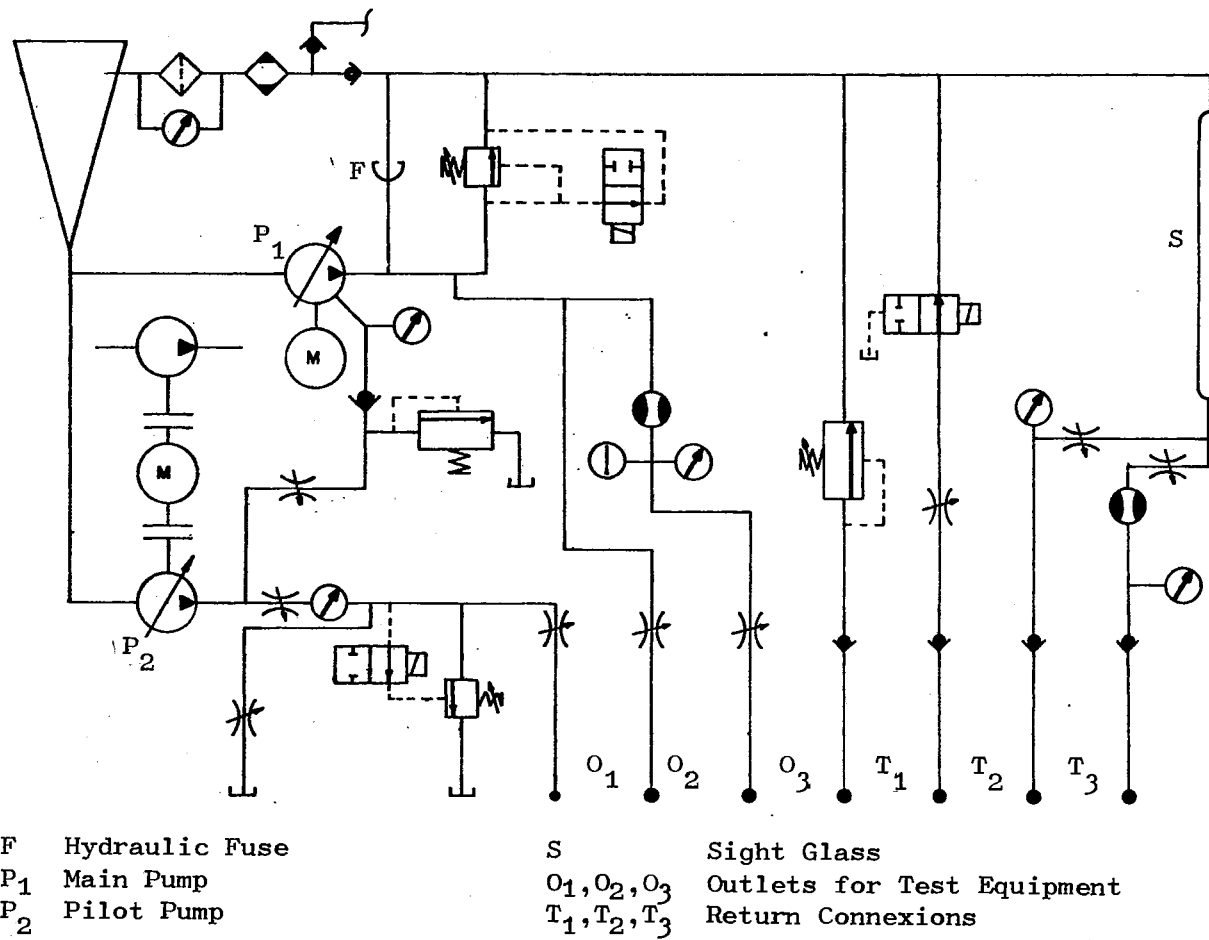 F
P1
S
M
M
P2
O1 O2 O3 T1 T2 T3
F Hydraulic Fuse
P1 Main Pump
P2 Pilot Pump
S Sight Glass
O1,O2,O3 Outlets for Test Equipment
T1,T2,T3 Return Connexions